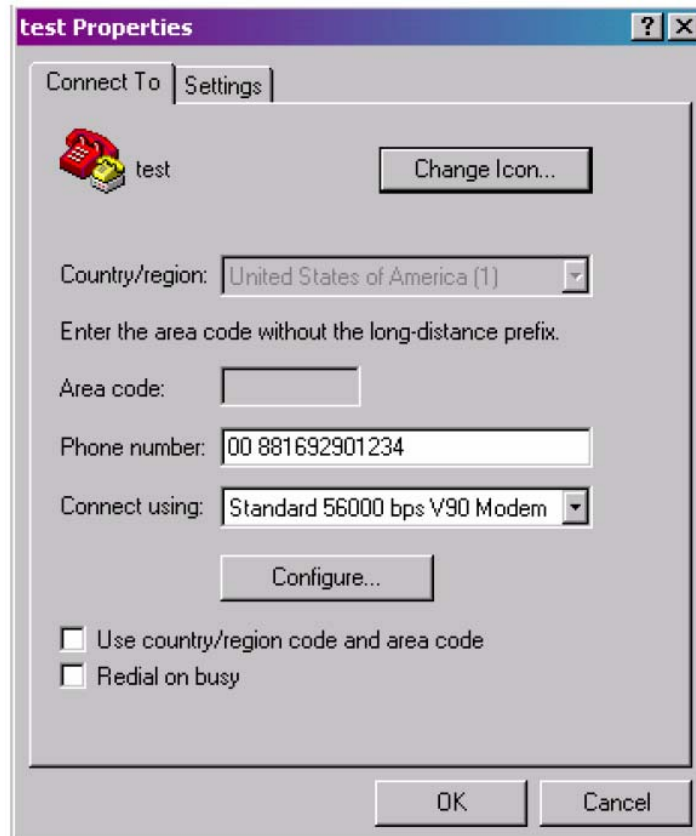 test Properties
Connect To Settings
test Change Icon...
Country/region: United States of America (1)
Enter the area code without the long-distance prefix.
Area code:
Phone number: 00 881692901234
Connect using: Standard 56000 bps V90 Modem
Configure...
Use country/region code and area code
Redial on busy
OK Cancel